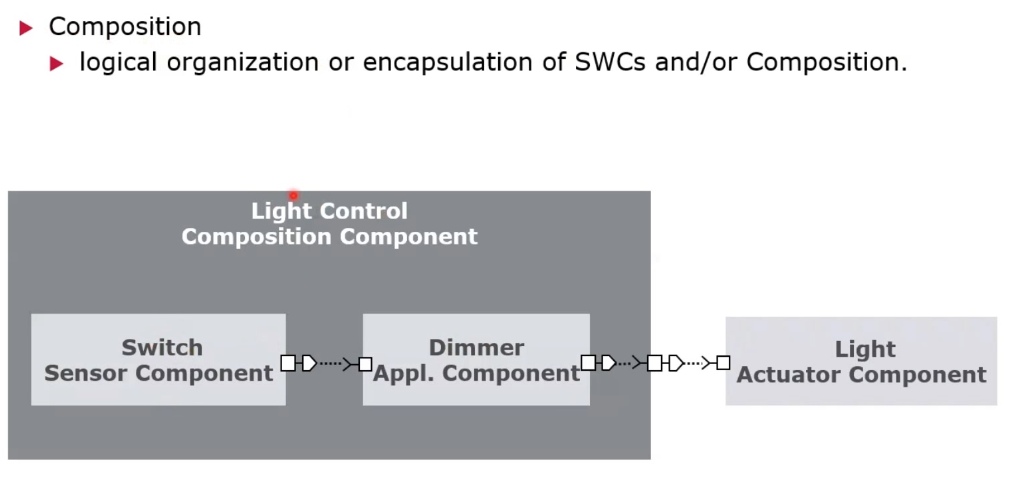 Composition
logical organization or encapsulation of SWCs and/or Composition.
Light Control
Composition Component
Switch
Sensor Component
Dimmer
Appl. Component
Light
Actuator Component